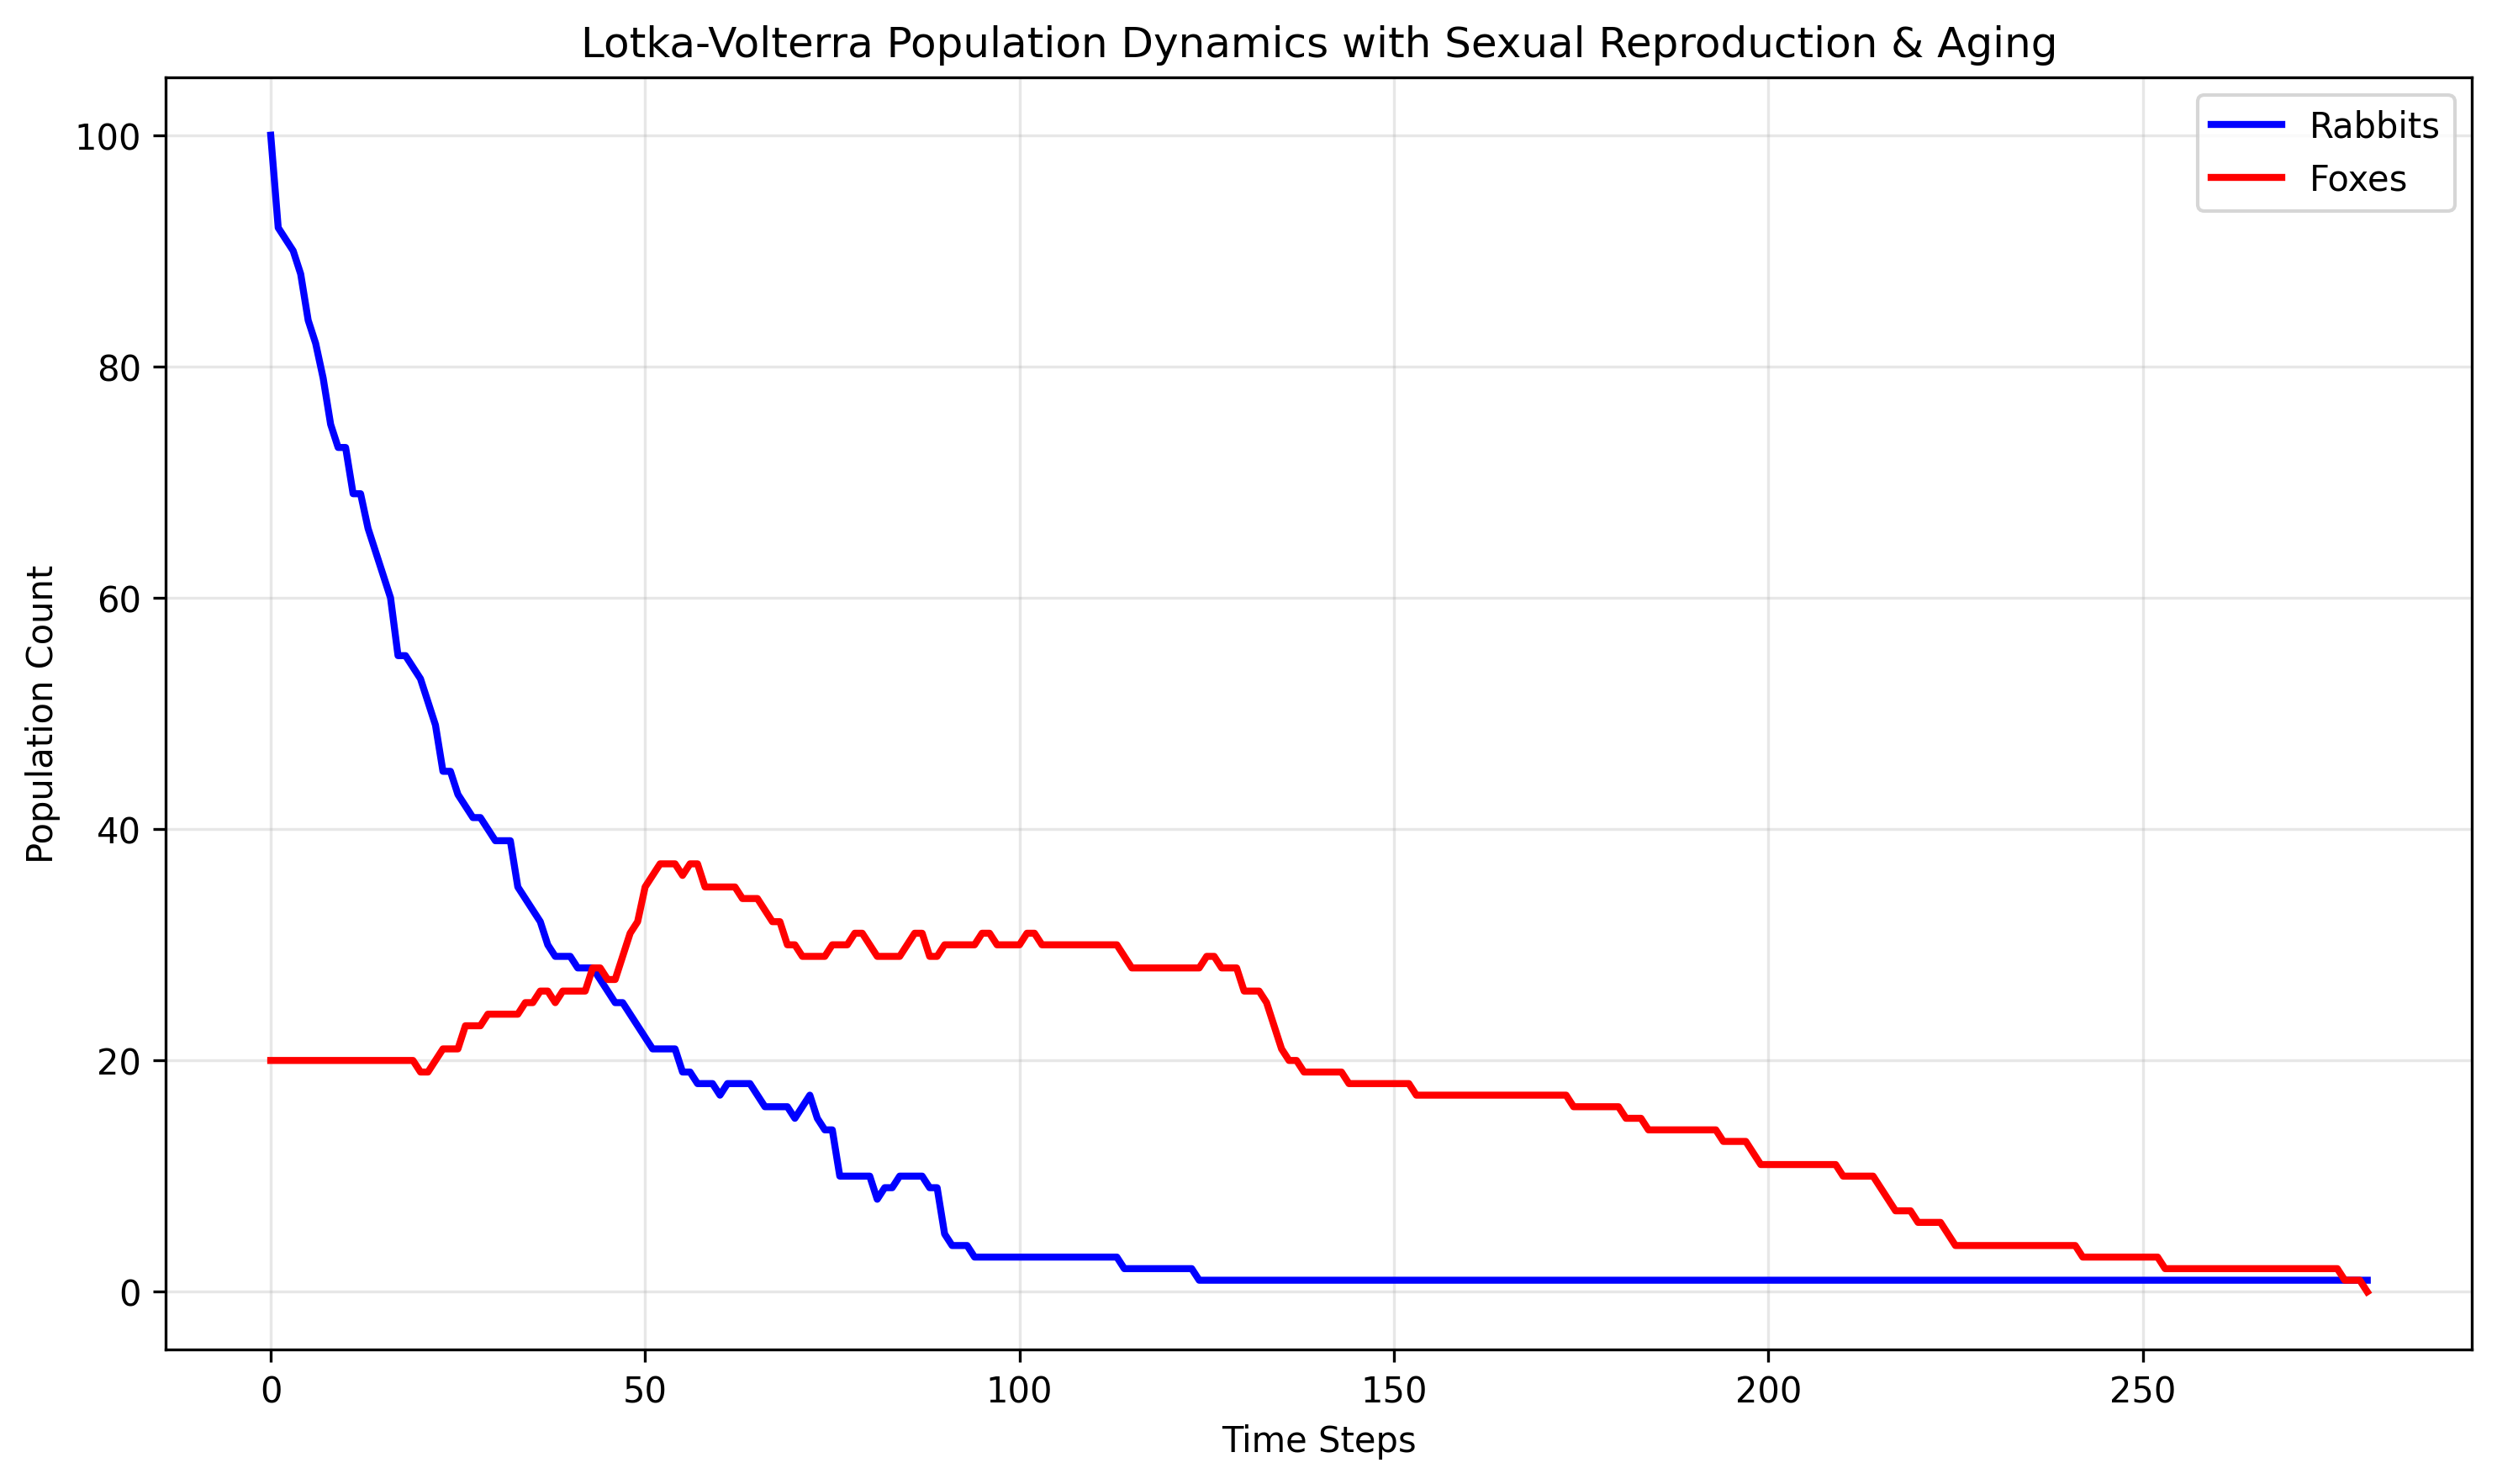 Lotka-Volterra Population Dynamics with Sexual Reproduction & Aging
Rabbits
Foxes
100
80
60
40
20
0
Population Count
0 50 100 150 200 250
Time Steps